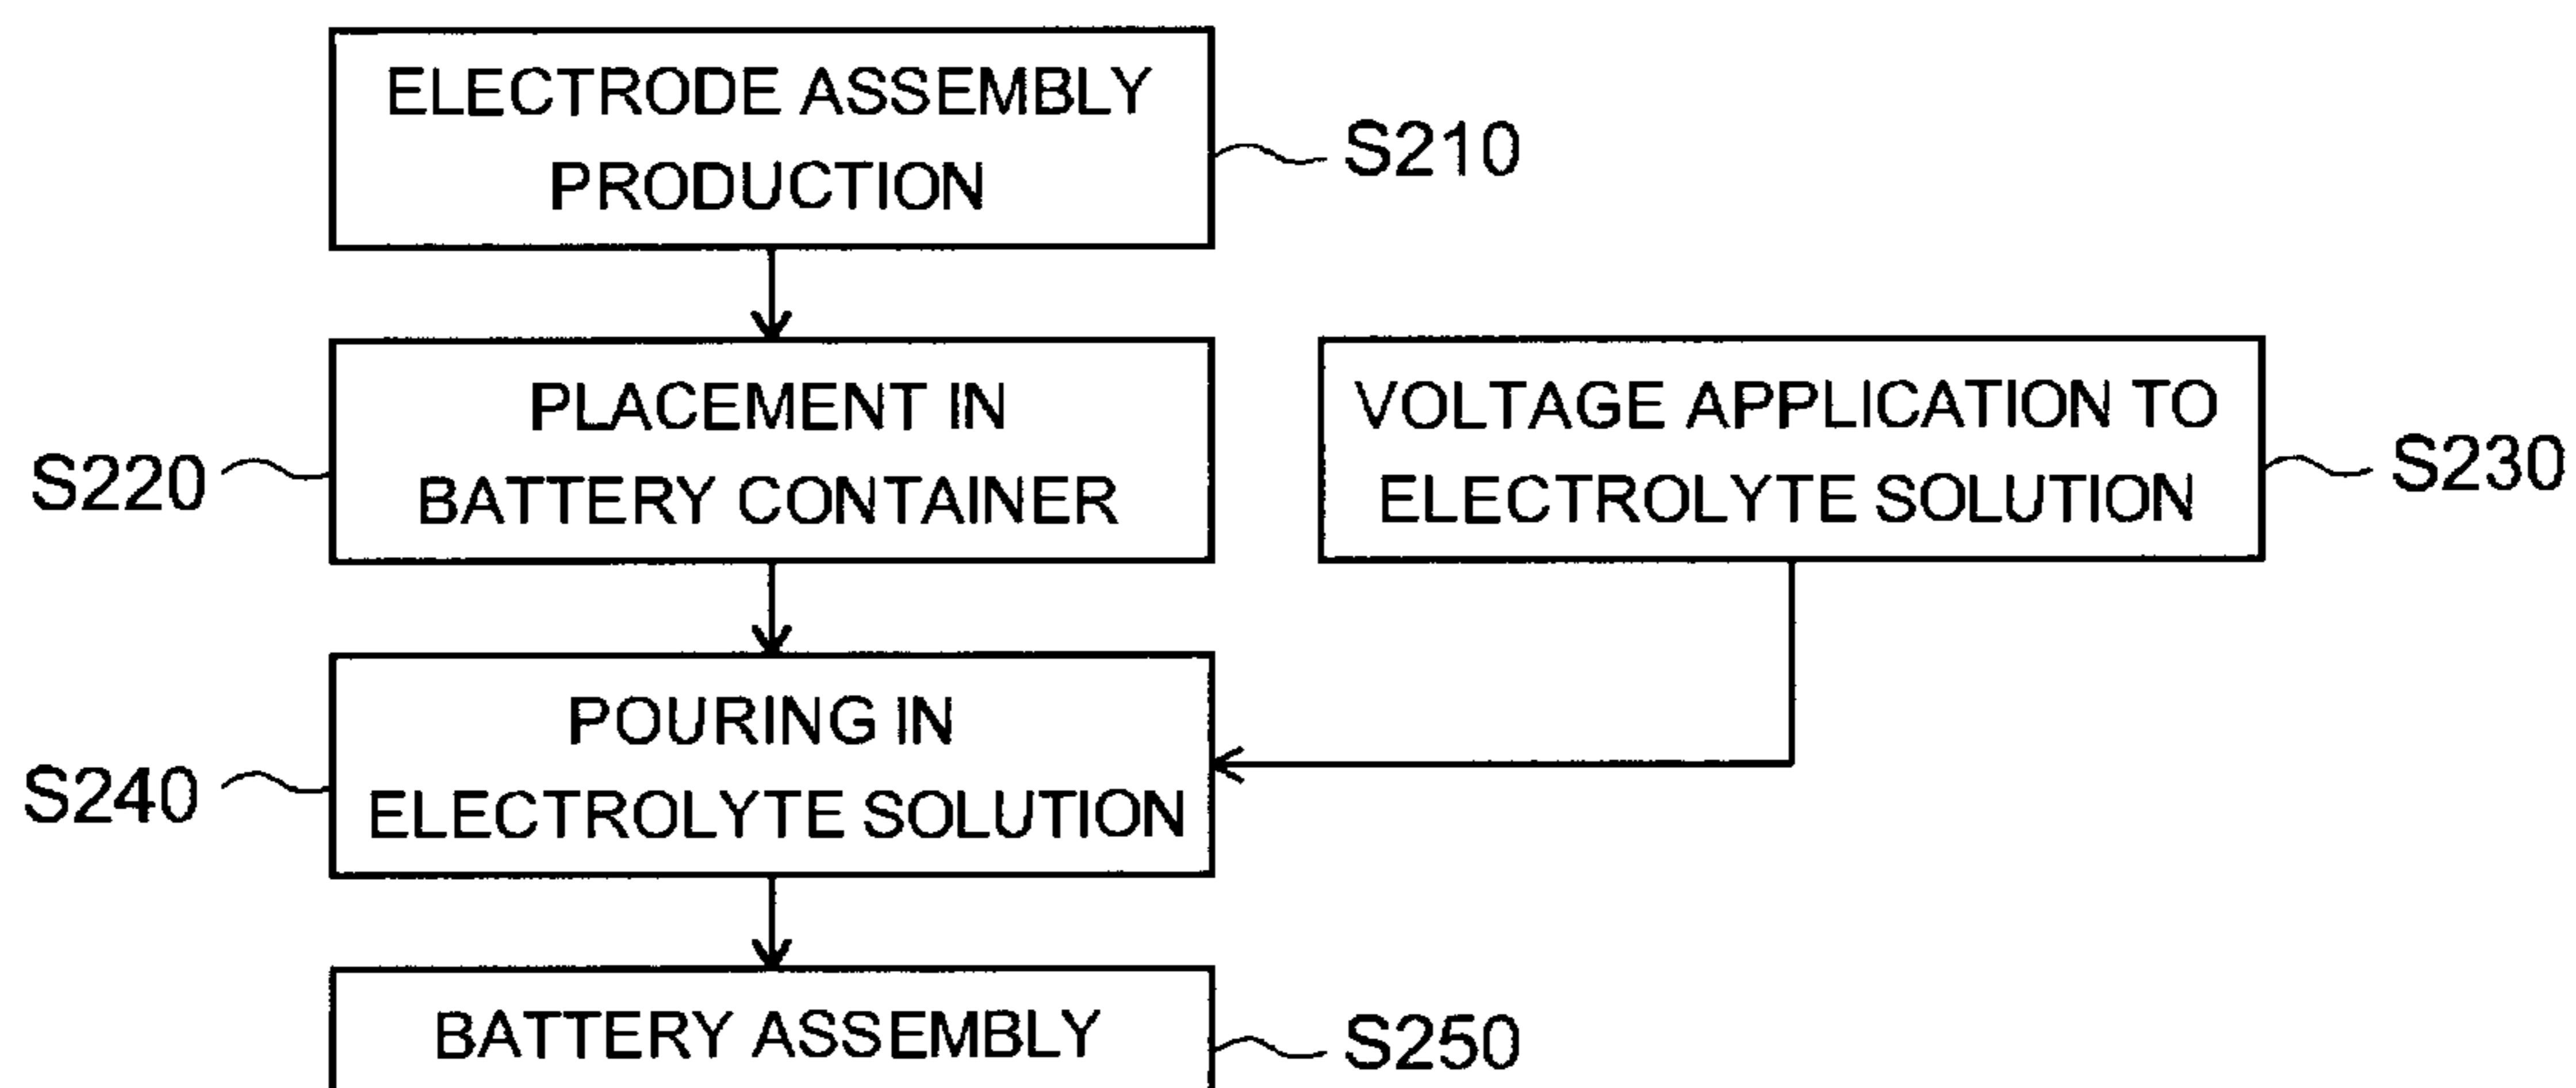 ELECTRODE ASSEMBLY
PRODUCTION
S210
PLACEMENT IN
BATTERY CONTAINER
S220
VOLTAGE APPLICATION TO
ELECTROLYTE SOLUTION
S230
POURING IN
ELECTROLYTE SOLUTION
S240
BATTERY ASSEMBLY
S250